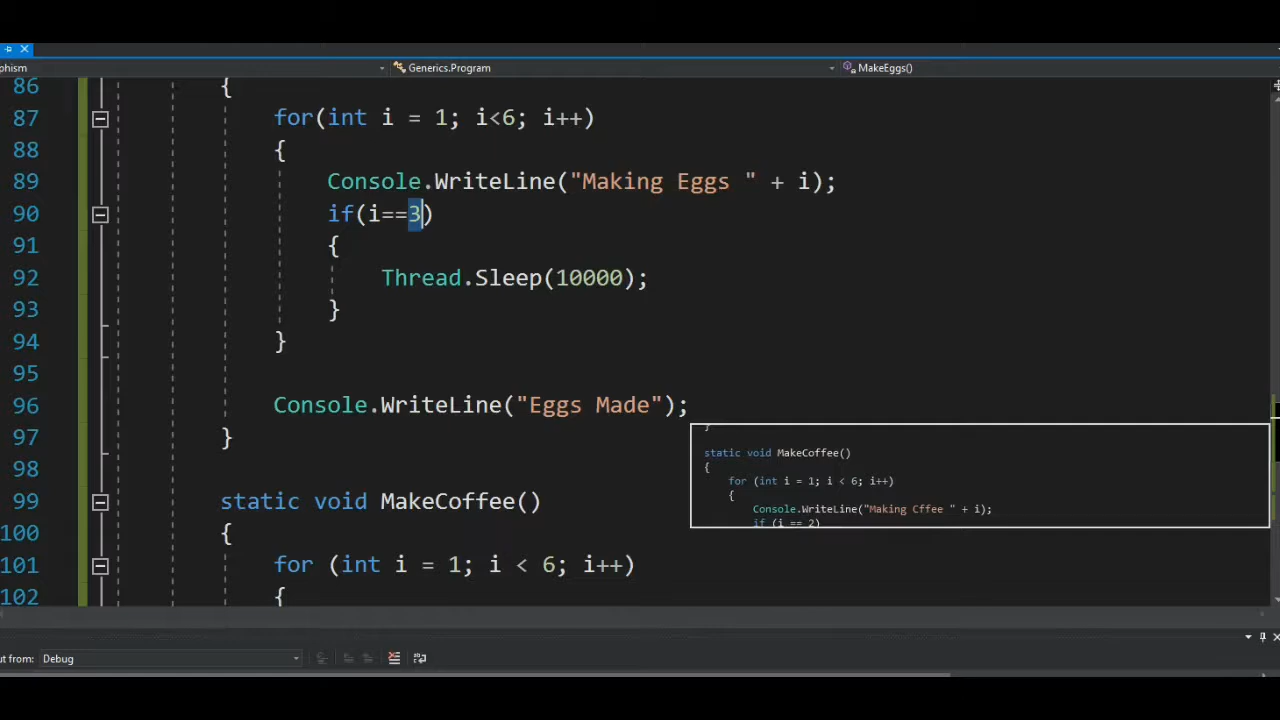 phism Generics.Program MakeEggs()
86 {
87 for(int i = 1; i<6; i++)
88 {
89 Console.WriteLine("Making Eggs " + i);
90 if(i==3)
91 {
92 Thread.Sleep(10000);
93 }
94 }
95
96 Console.WriteLine("Eggs Made");
97 }
98
99 static void MakeCoffee()
100 {
101 for (int i = 1; i < 6; i++)
102 {
}
static void MakeCoffee()
{
for (int i = 1; i < 6; i++)
{
Console.WriteLine("Making Cffee " + i);
if (i == 2)
ut from: Debug